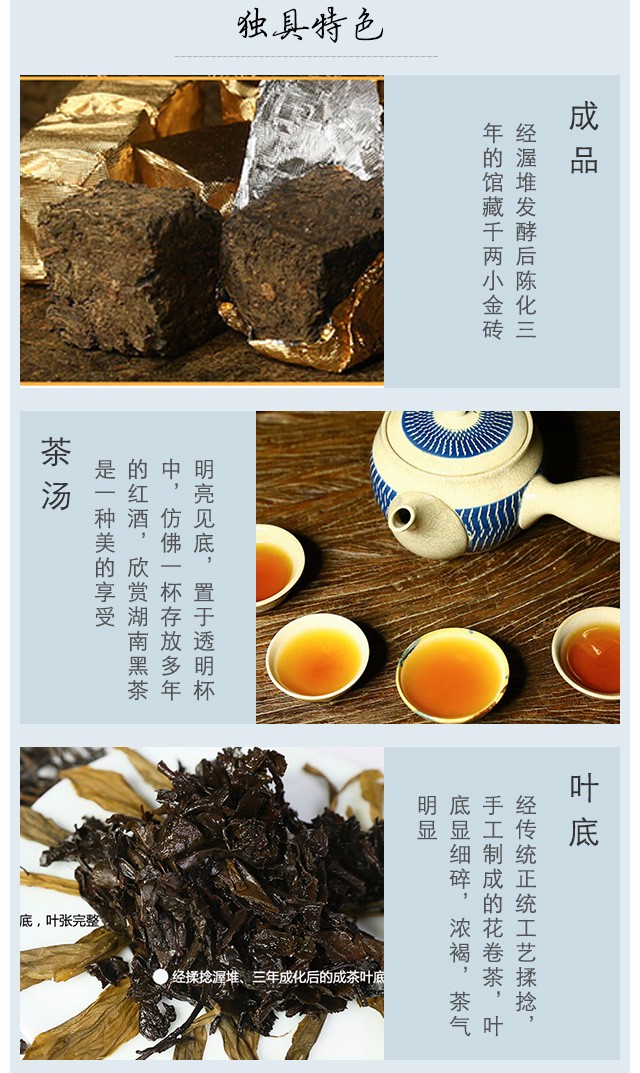 独具特色
成品
经渥堆发酵后陈化三
年的馆藏千两小金砖
茶汤
明亮见底，置于透明杯
中，仿佛一杯存放多年
的红酒，欣赏湖南黑茶
是一种美的享受
叶底
经传统正统工艺揉捻，
手工制成的花卷茶，叶
底显细碎，浓褐，茶气
明显
底，叶张完整
经揉捻渥堆、三年成化后的成茶叶底